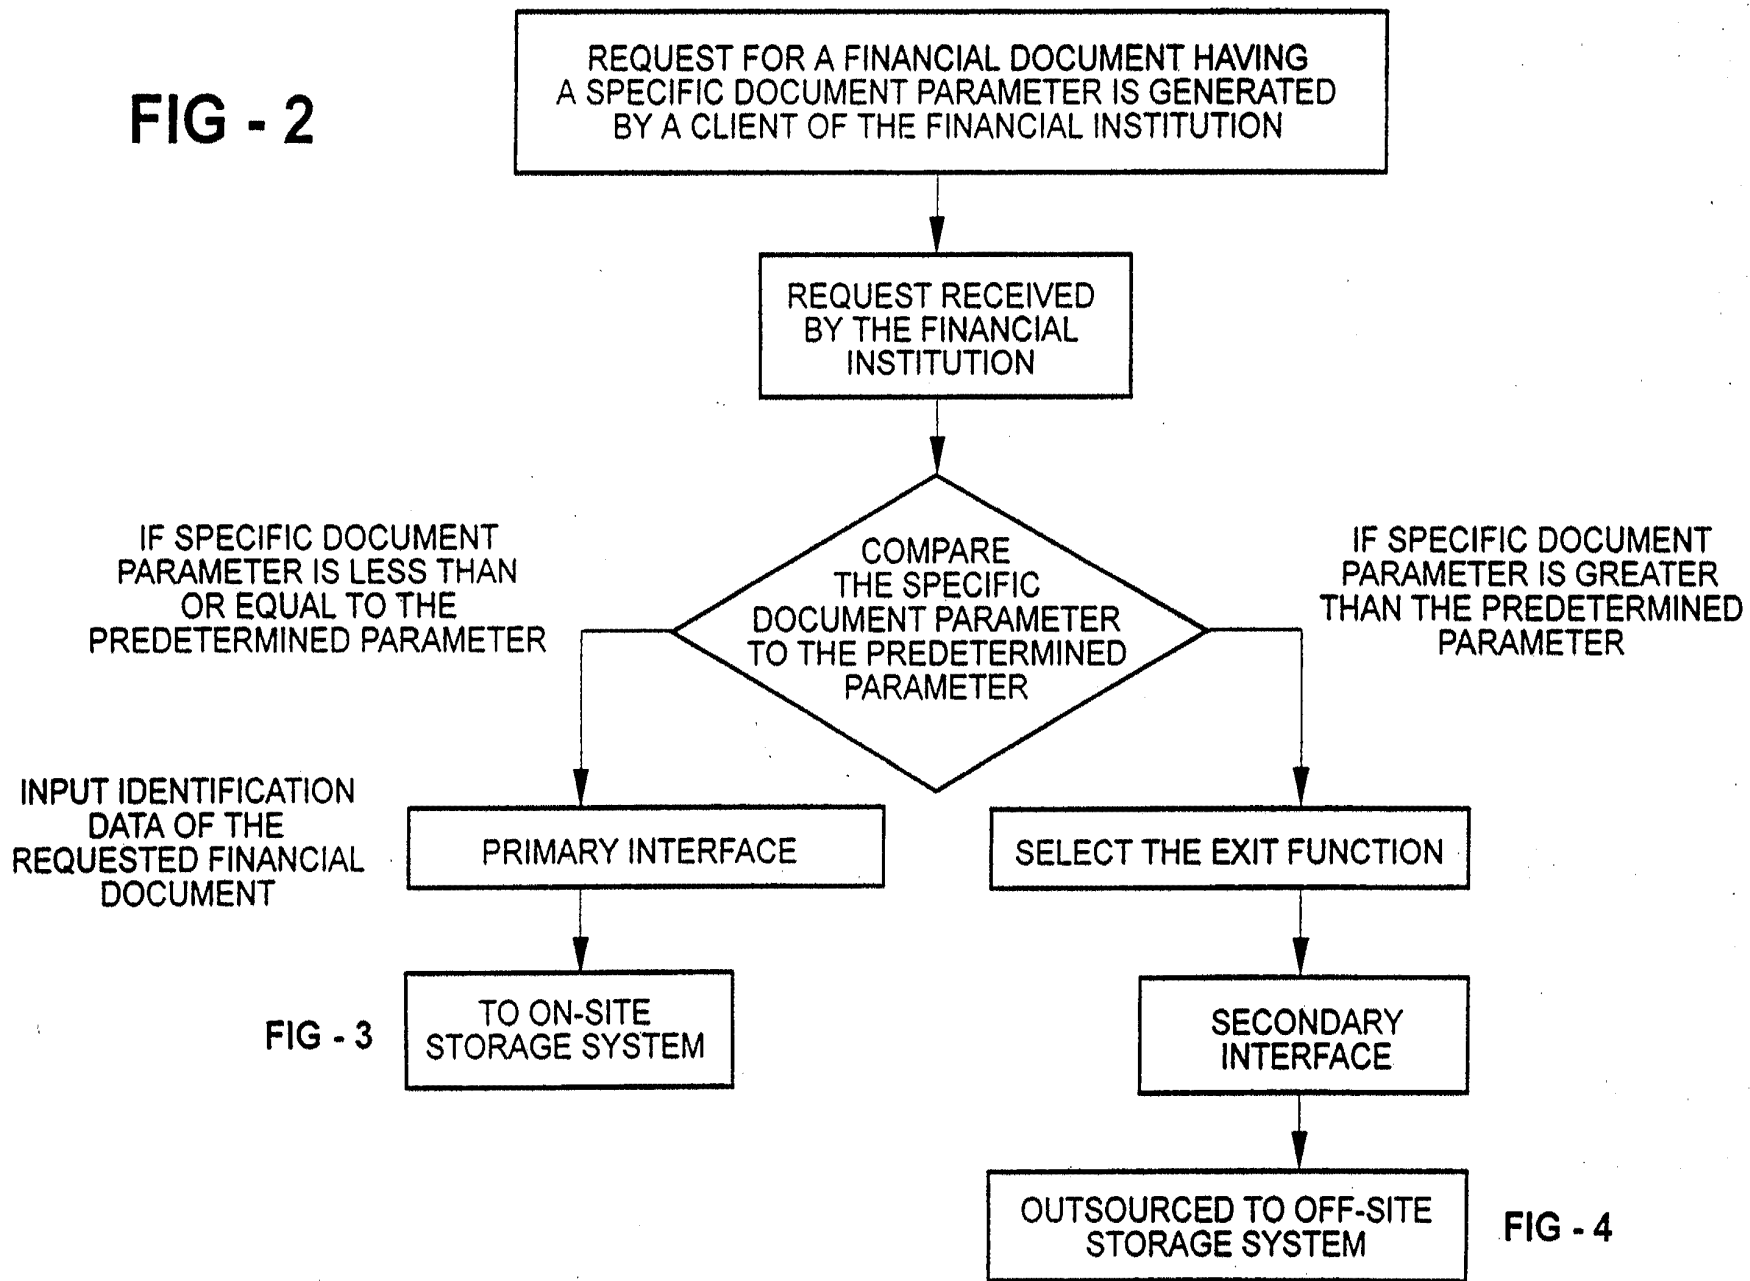 FIG - 2
REQUEST FOR A FINANCIAL DOCUMENT HAVING
A SPECIFIC DOCUMENT PARAMETER IS GENERATED
BY A CLIENT OF THE FINANCIAL INSTITUTION
REQUEST RECEIVED
BY THE FINANCIAL
INSTITUTION
IF SPECIFIC DOCUMENT
PARAMETER IS LESS THAN
OR EQUAL TO THE
PREDETERMINED PARAMETER
COMPARE
THE SPECIFIC
DOCUMENT PARAMETER
TO THE PREDETERMINED
PARAMETER
IF SPECIFIC DOCUMENT
PARAMETER IS GREATER
THAN THE PREDETERMINED
PARAMETER
INPUT IDENTIFICATION
DATA OF THE
REQUESTED FINANCIAL
DOCUMENT
PRIMARY INTERFACE
SELECT THE EXIT FUNCTION
FIG - 3
TO ON-SITE
STORAGE SYSTEM
SECONDARY
INTERFACE
OUTSOURCED TO OFF-SITE
STORAGE SYSTEM
FIG - 4